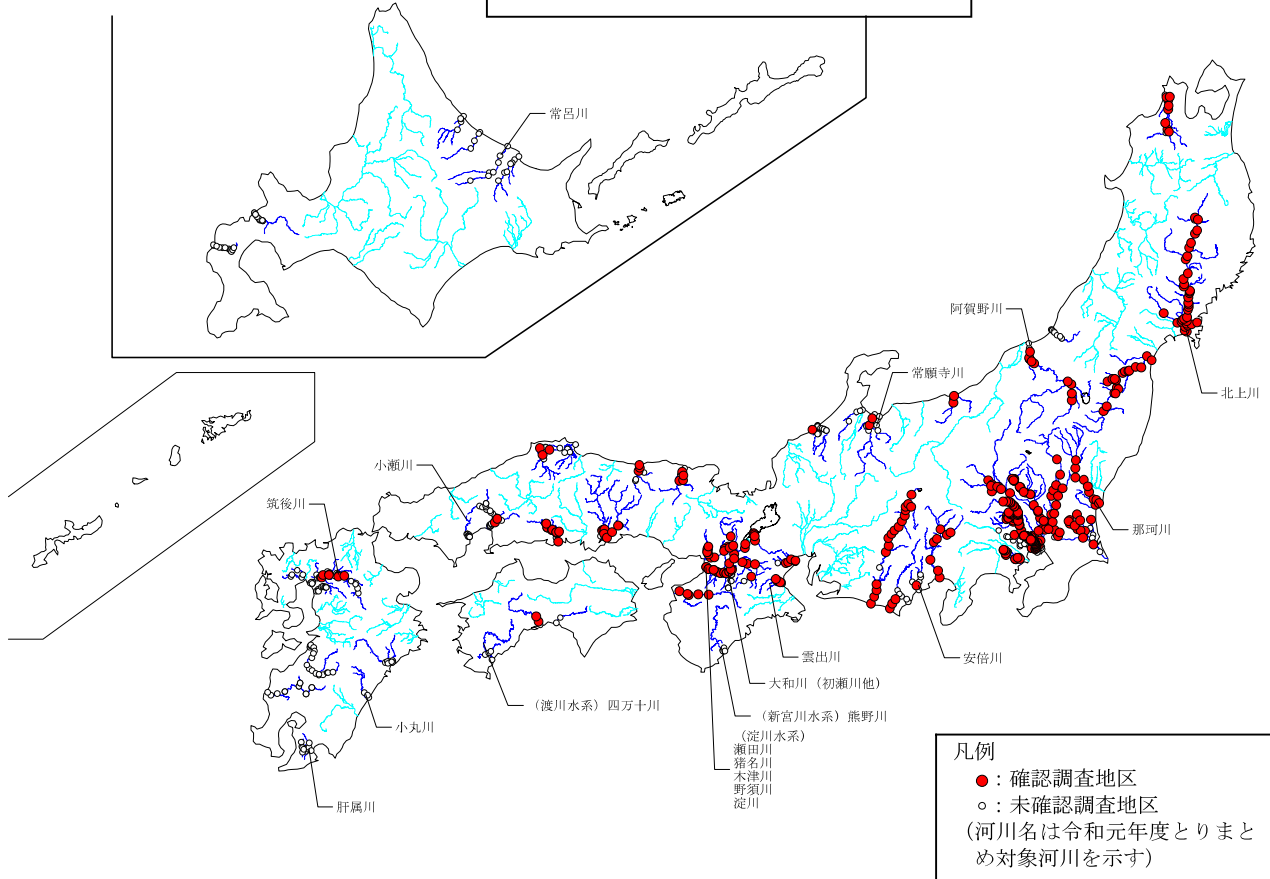 常呂川
阿賀野川
常願寺川
北上川
小瀬川
筑後川
那珂川
雲出川
安倍川
大和川（初瀬川他）
（渡川水系）四万十川
（新宮川水系）熊野川
小丸川
（淀川水系）
瀬田川
猪名川
木津川
野須川
淀川
肝属川
凡例
：確認調査地区
：未確認調査地区
（河川名は令和元年度とりまと
め対象河川を示す）